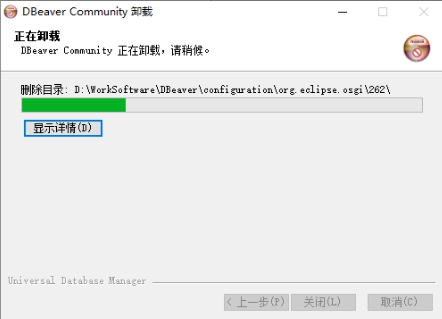 DBeaver Community 卸载
正在卸载
DBeaver Community 正在卸载，请稍候。
删除目录: D:\WorkSoftware\DBeaver\configuration\org.eclipse.osgi\262\
显示详情(D)
Universal Database Manager
< 上一步(P) 关闭(L) 取消(C)